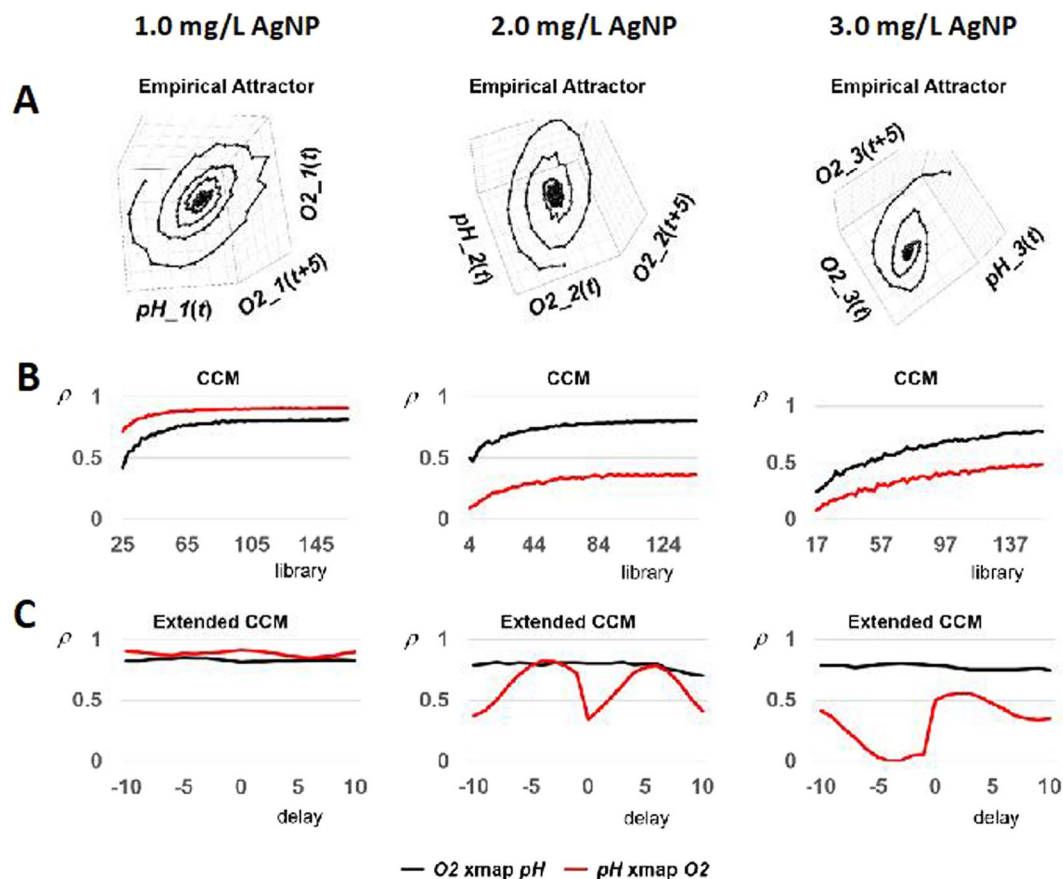 1.0 mg/L AgNP
2.0 mg/L AgNP
3.0 mg/L AgNP
A
Empirical Attractor
Empirical Attractor
Empirical Attractor
O2_1(t)
O2_1(t+5)
pH_1(t)
pH_2(t)
O2_2(t)
O2_2(t+5)
O2_3(t+5)
O2_3(t)
pH_3(t)
B
ρ
CCM
1
0.5
0
25 65 105 145
library
ρ
CCM
1
0.5
0
4 44 84 124
library
ρ
CCM
1
0.5
0
17 57 97 137
library
C
ρ
Extended CCM
1
0.5
0
-10 -5 0 5 10
delay
ρ
Extended CCM
1
0.5
0
-10 -5 0 5 10
delay
ρ
Extended CCM
1
0.5
0
-10 -5 0 5 10
delay
O2 xmap pH
pH xmap O2